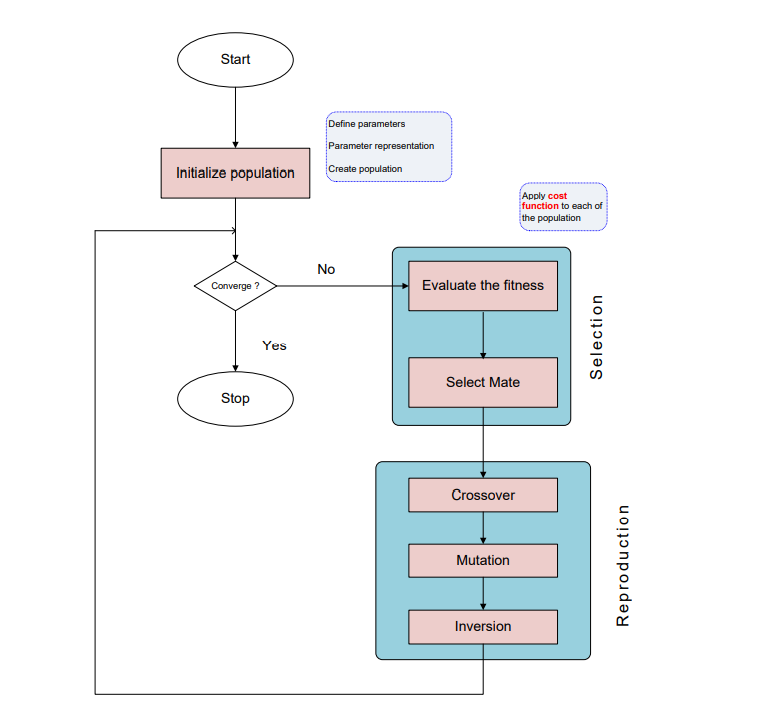 Start
Define parameters
Parameter representation
Create population
Initialize population
Apply cost
function to each of
the population
No
Converge ?
Evaluate the fitness
Yes
Selection
Select Mate
Stop
Crossover
Mutation
Inversion
Reproduction